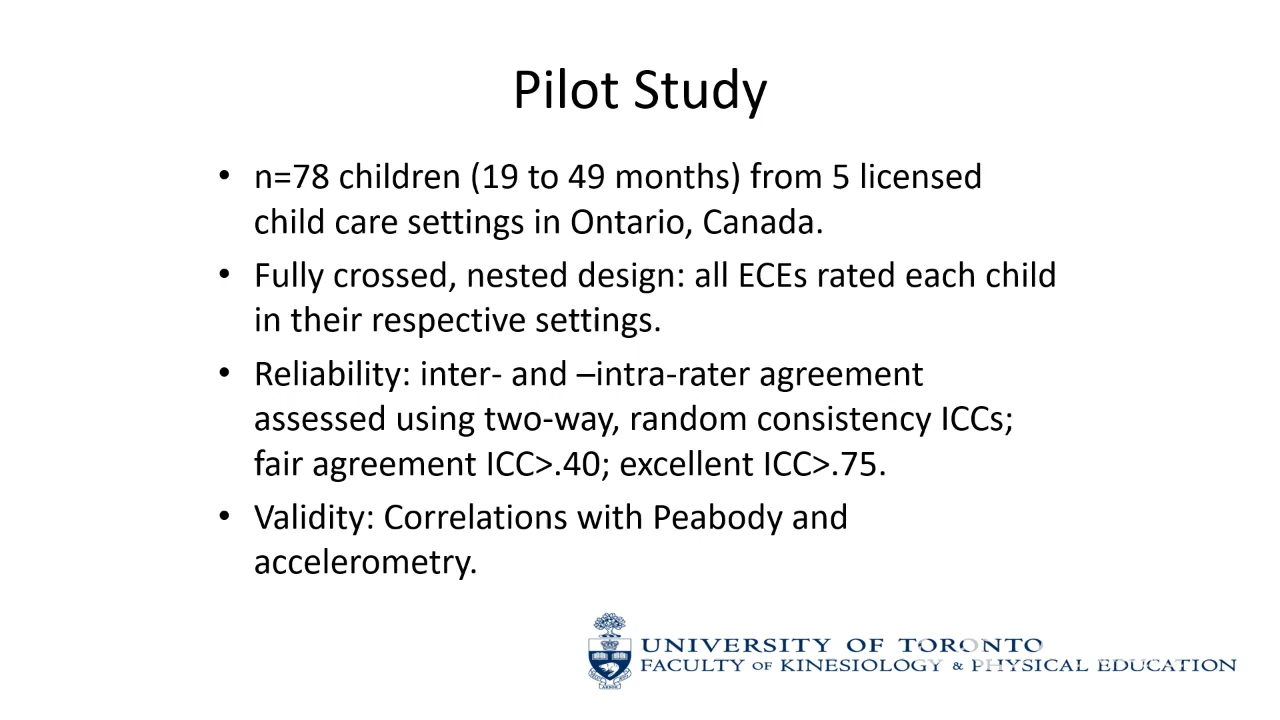 Pilot Study
• n=78 children (19 to 49 months) from 5 licensed
child care settings in Ontario, Canada.
• Fully crossed, nested design: all ECEs rated each child
in their respective settings.
• Reliability: inter- and –intra-rater agreement
assessed using two-way, random consistency ICCs;
fair agreement ICC>.40; excellent ICC>.75.
• Validity: Correlations with Peabody and
accelerometry.
UNIVERSITY OF TORONTO
FACULTY OF KINESIOLOGY & PHYSICAL EDUCATION